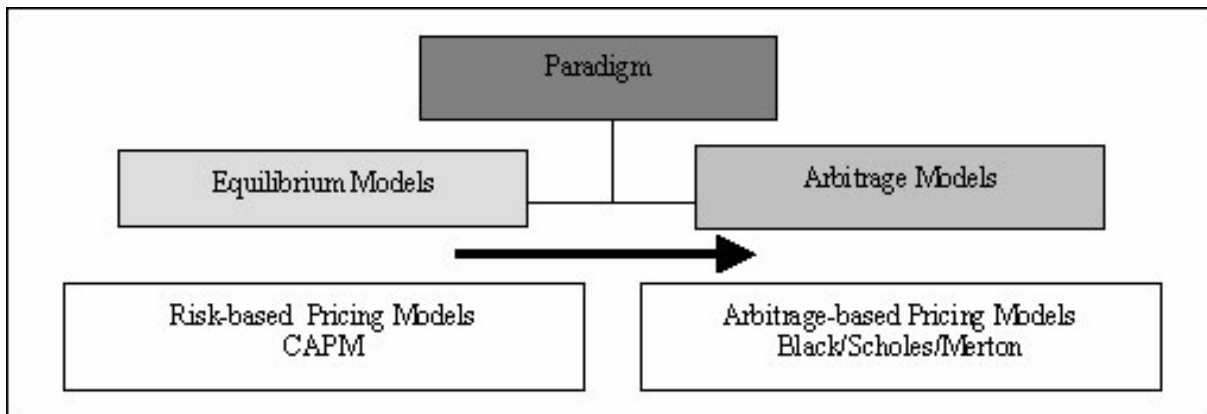 Paradigm
Equilibrium Models
Arbitrage Models
Risk-based Pricing Models
CAPM
Arbitrage-based Pricing Models
Black/Scholes/Merton